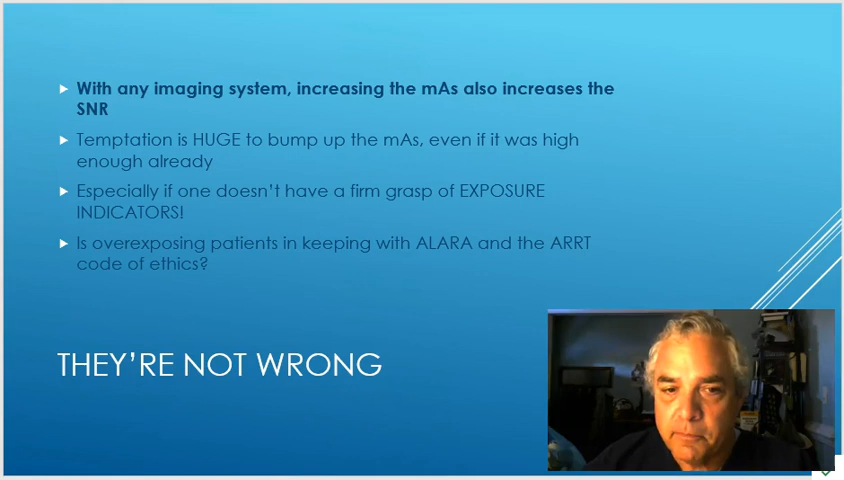 With any imaging system, increasing the mAs also increases the
SNR
Temptation is HUGE to bump up the mAs, even if it was high
enough already
Especially if one doesn't have a firm grasp of EXPOSURE
INDICATORS!
Is overexposing patients in keeping with ALARA and the ARRT
code of ethics?
THEY'RE NOT WRONG